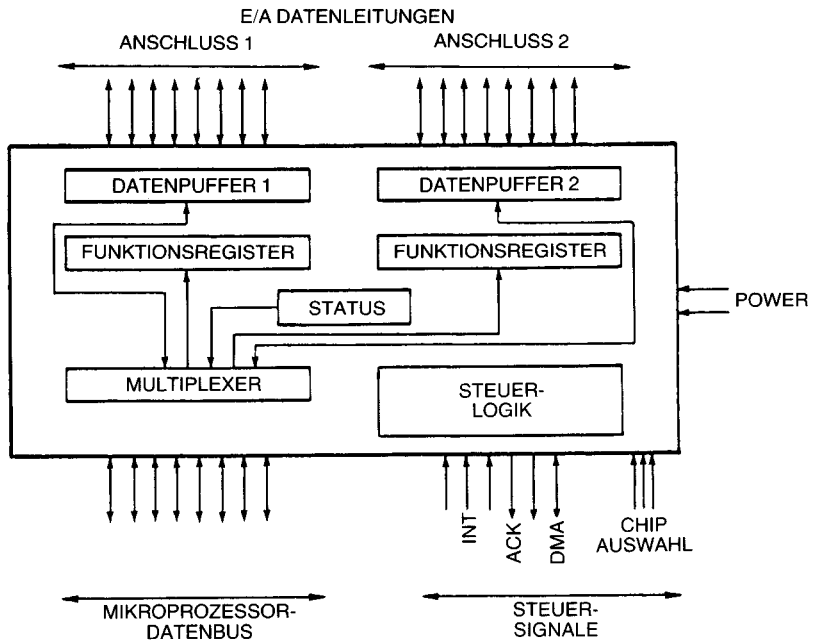 E/A DATENLEITUNGEN
ANSCHLUSS 1
ANSCHLUSS 2
DATENPUFFER 1
DATENPUFFER 2
FUNKTIONSREGISTER
FUNKTIONSREGISTER
STATUS
POWER
MULTIPLEXER
STEUER-
LOGIK
INT
ACK
DMA
CHIP
AUSWAHL
MIKROPROZESSOR-
DATENBUS
STEUER-
SIGNALE